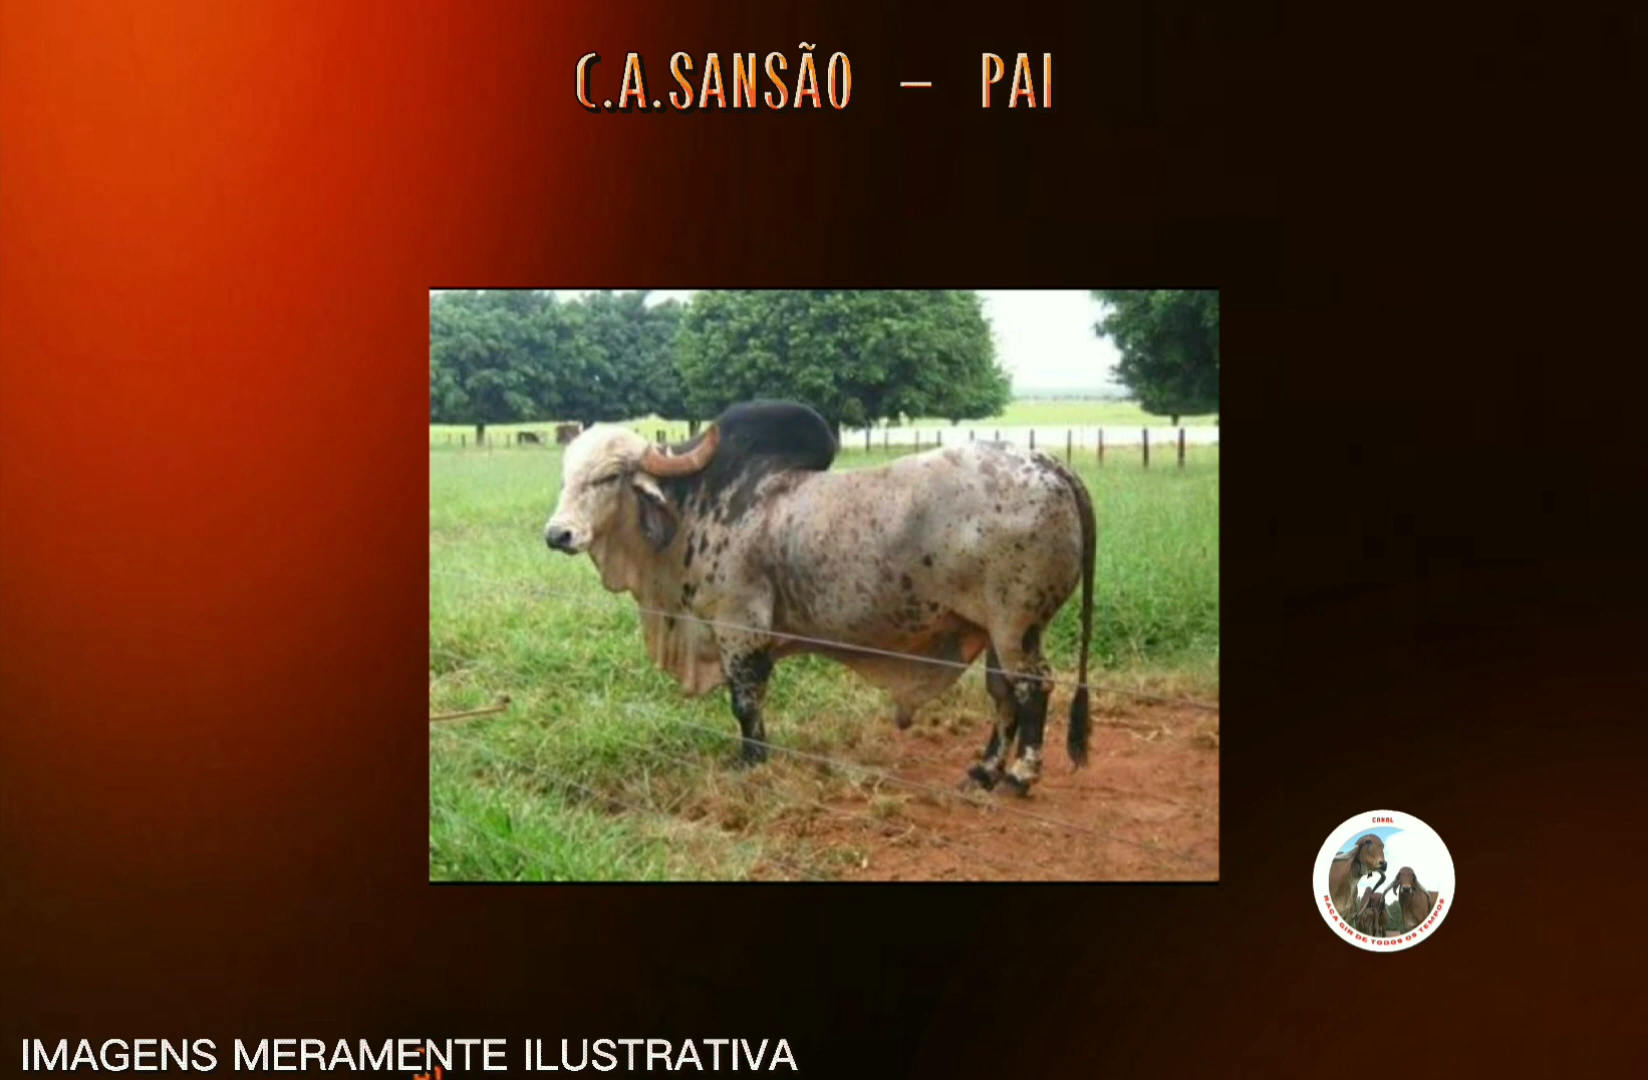 C.A.SANSÃO – PAI
CANAL
RAÇA GIR DE TODOS OS TEMPOS
IMAGENS MERAMENTE ILUSTRATIVA